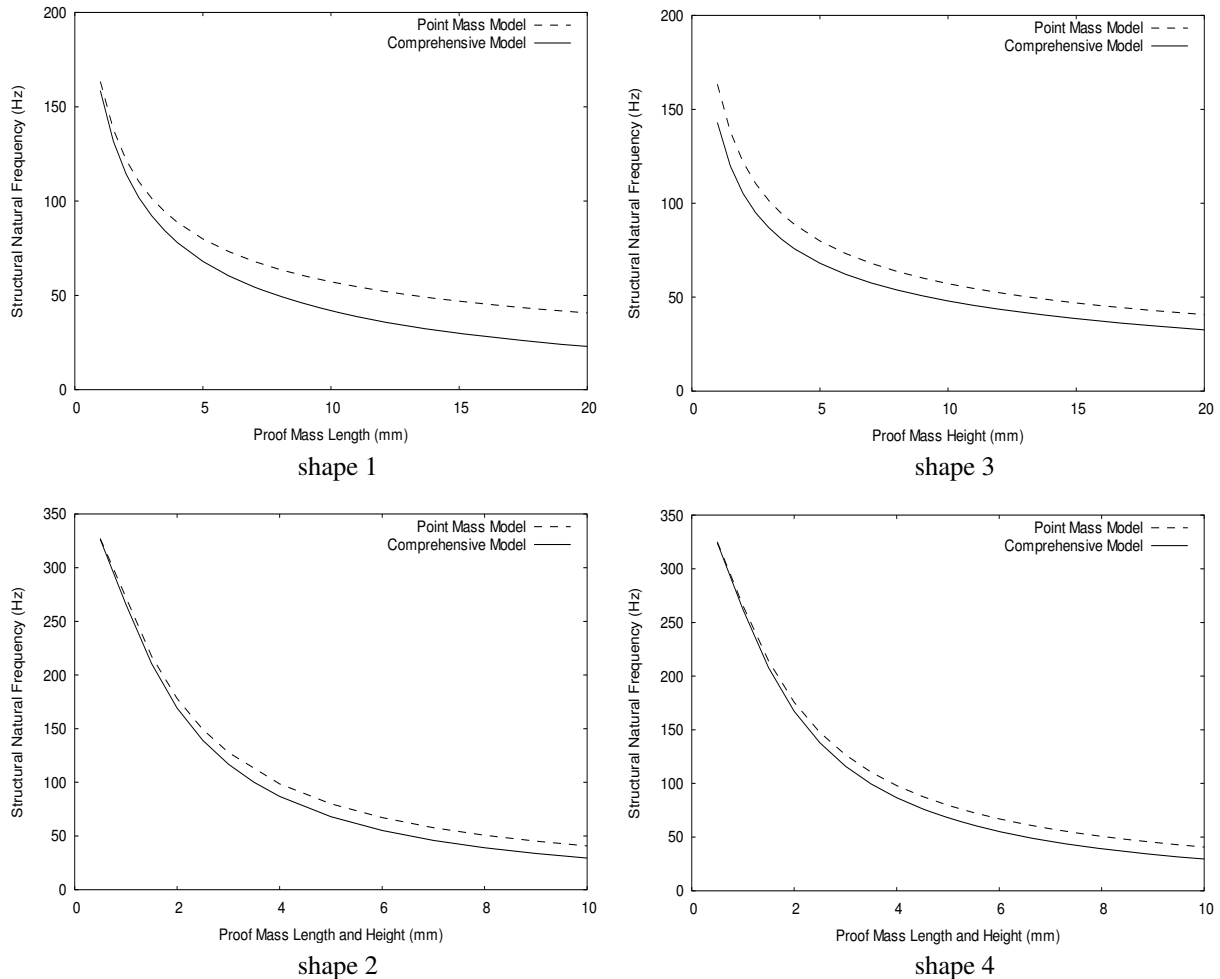 200
150
100
50
0
Structural Natural Frequency (Hz)
Point Mass Model
Comprehensive Model
0 5 10 15 20
Proof Mass Length (mm)
shape 1
200
150
100
50
0
Structural Natural Frequency (Hz)
Point Mass Model
Comprehensive Model
0 5 10 15 20
Proof Mass Height (mm)
shape 3
350
300
250
200
150
100
50
0
Structural Natural Frequency (Hz)
Point Mass Model
Comprehensive Model
0 2 4 6 8 10
Proof Mass Length and Height (mm)
shape 2
350
300
250
200
150
100
50
0
Structural Natural Frequency (Hz)
Point Mass Model
Comprehensive Model
0 2 4 6 8 10
Proof Mass Length and Height (mm)
shape 4